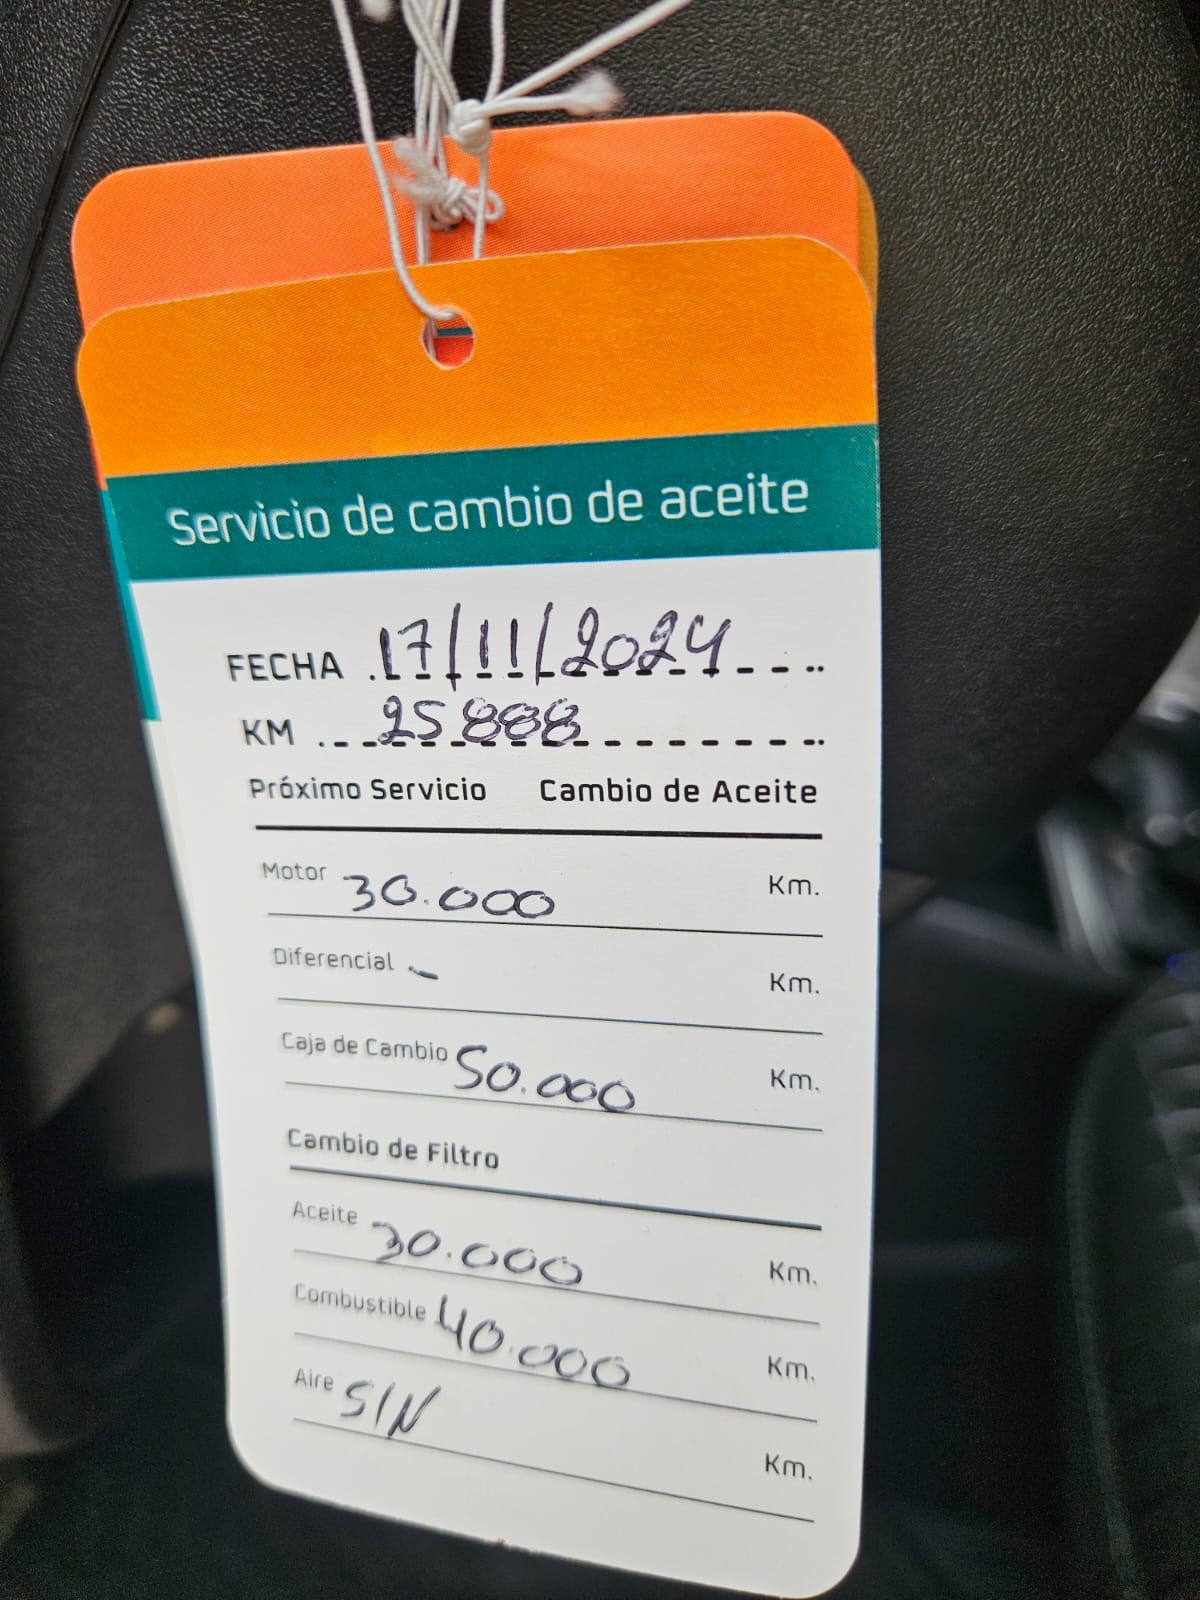 Servicio de cambio de aceite
FECHA 17/11/2024
KM 25888
Próximo Servicio Cambio de Aceite
Motor 30.000 Km.
Diferencial - Km.
Caja de Cambio 50.000 Km.
Cambio de Filtro
Aceite 30.000 Km.
Combustible 40.000 Km.
Aire S/N Km.